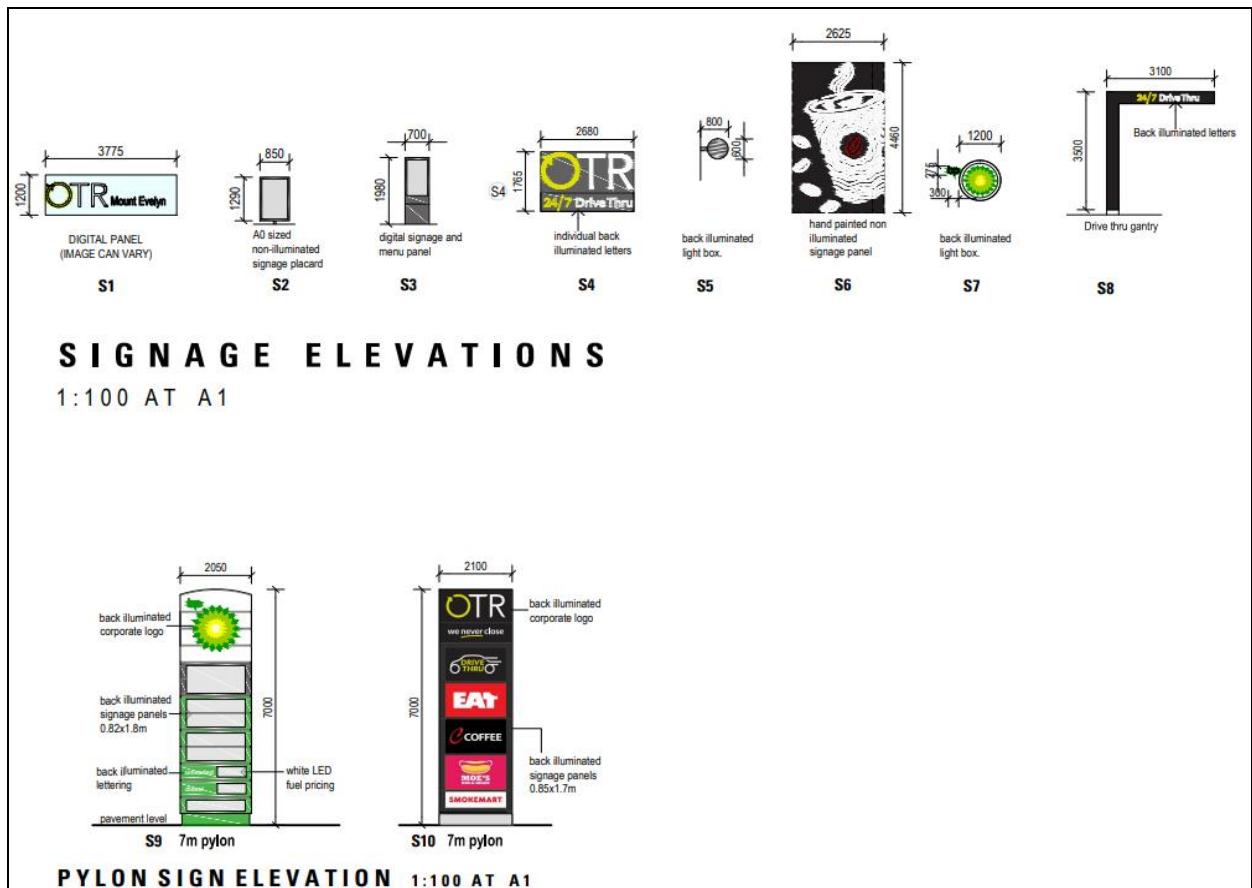 3775
1200
OTR Mount Evelyn
DIGITAL PANEL
(IMAGE CAN VARY)
S1
850
1290
A0 sized
non-illuminated
signage placard
S2
700
1980
digital signage and
menu panel
S3
2680
S4
1765
OTR
24/7 Drive Thru
individual back
illuminated letters
S4
800
600
back illuminated
light box.
S5
2625
4460
hand painted non
illuminated
signage panel
S6
1200
775
300
back illuminated
light box.
S7
3100
3500
24/7 Drive Thru
Back illuminated letters
Drive thru gantry
S8
SIGNAGE ELEVATIONS
1:100 AT A1
2050
back illuminated
corporate logo
back illuminated
signage panels
0.82x1.8m
7000
back illuminated
lettering
white LED
fuel pricing
pavement level
S9 7m pylon
2100
OTR
we never close
back illuminated
corporate logo
DRIVE
THRU
EAT
7000
C COFFEE
MOE'S
SMOKEMART
back illuminated
signage panels
0.85x1.7m
S10 7m pylon
PYLON SIGN ELEVATION 1:100 AT A1